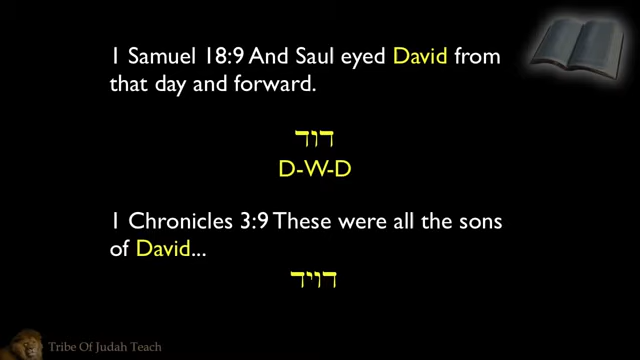 1 Samuel 18:9 And Saul eyed David from
that day and forward.
דוד
D-W-D
1 Chronicles 3:9 These were all the sons
of David...
דויד
Tribe Of Judah Teach